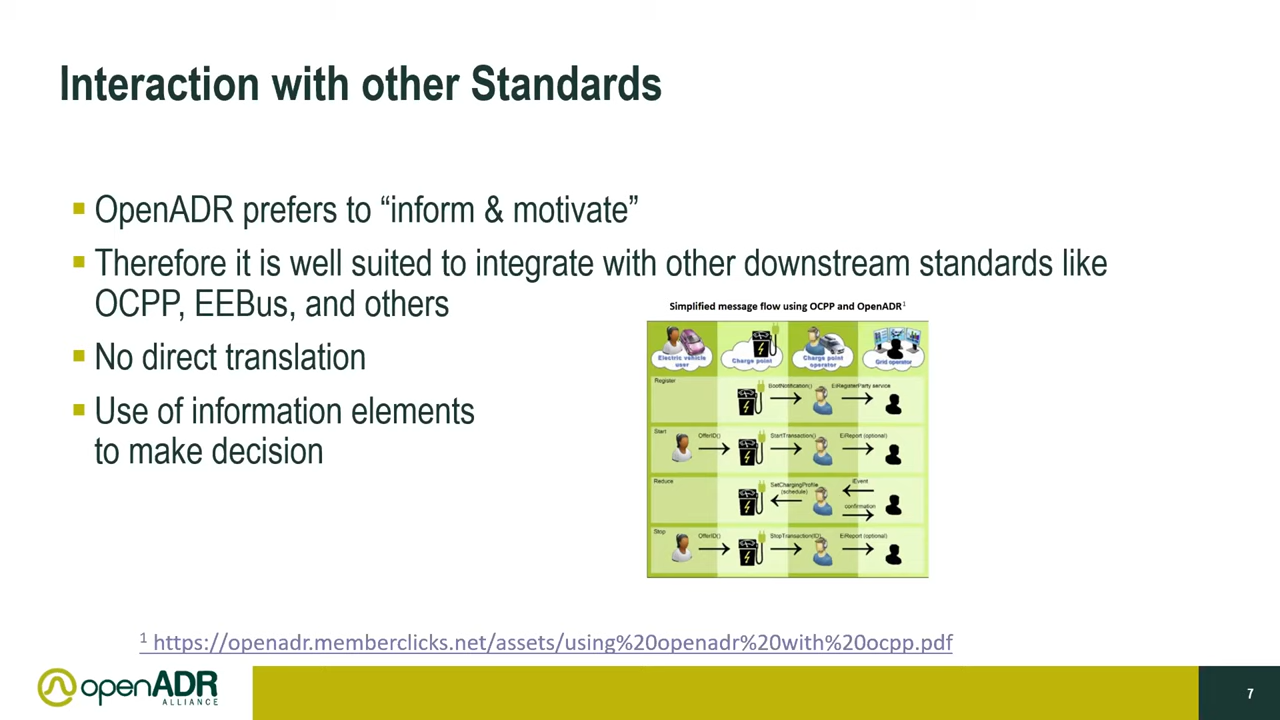 Interaction with other Standards
OpenADR prefers to “inform & motivate”
Therefore it is well suited to integrate with other downstream standards like
OCPP, EEBus, and others
No direct translation
Use of information elements
to make decision
Simplified message flow using OCPP and OpenADR1
Electric vehicle user
Charge point
Charge point operator
Grid operator
Register
BootNotification()
EiRegisterParty service
Start
OfferID()
StartTransaction()
EiReport (optional)
Reduce
SetChargingProfile (schedule)
iEvent
confirmation
Stop
OfferID()
StopTransaction(ID)
EiReport (optional)
1 https://openadr.memberclicks.net/assets/using%20openadr%20with%20ocpp.pdf
openADR
ALLIANCE
7